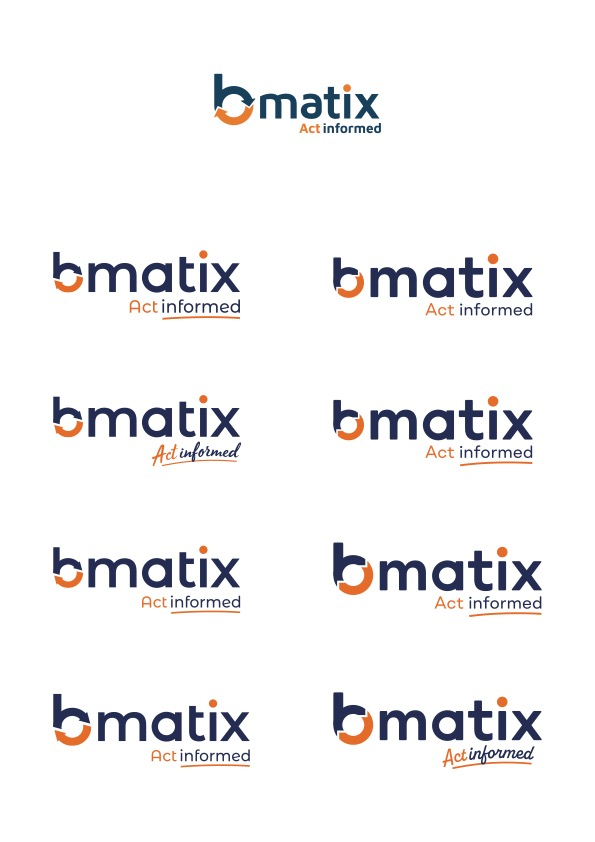 bmatix
Act informed
bmatix
Act informed
bmatix
Act informed
bmatix
Act informed
bmatix
Act informed
bmatix
Act informed
bmatix
Act informed
bmatix
Act informed
bmatix
Act informed